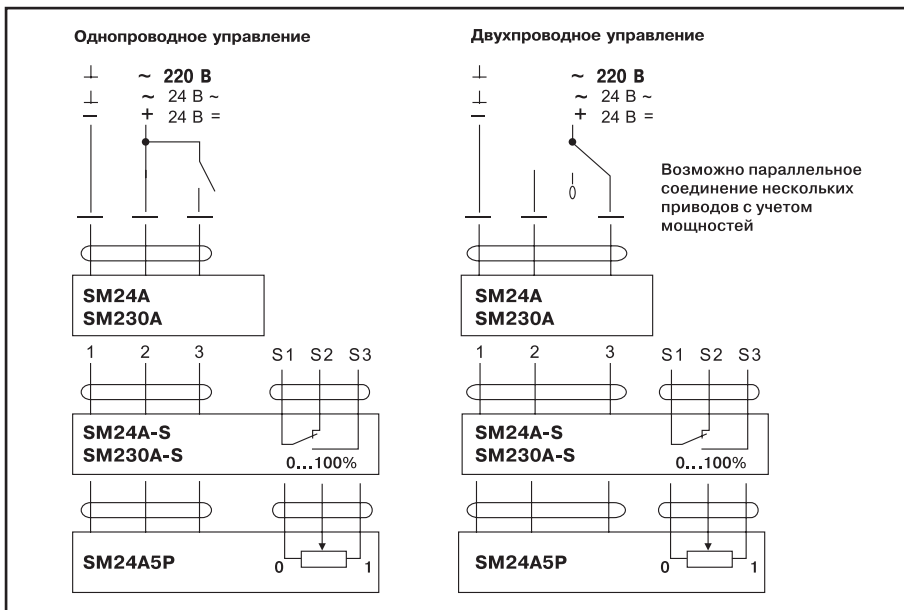 Однопроводное управление
~ 220 В
~ 24 В ~
+ 24 В =
SM24A
SM230A
1 2 3 S1 S2 S3
SM24A-S
SM230A-S
0...100%
SM24A5P
0 1
Двухпроводное управление
~ 220 В
~ 24 В ~
+ 24 В =
Возможно параллельное
соединение нескольких
приводов с учетом
мощностей
SM24A
SM230A
1 2 3 S1 S2 S3
SM24A-S
SM230A-S
0...100%
SM24A5P
0 1